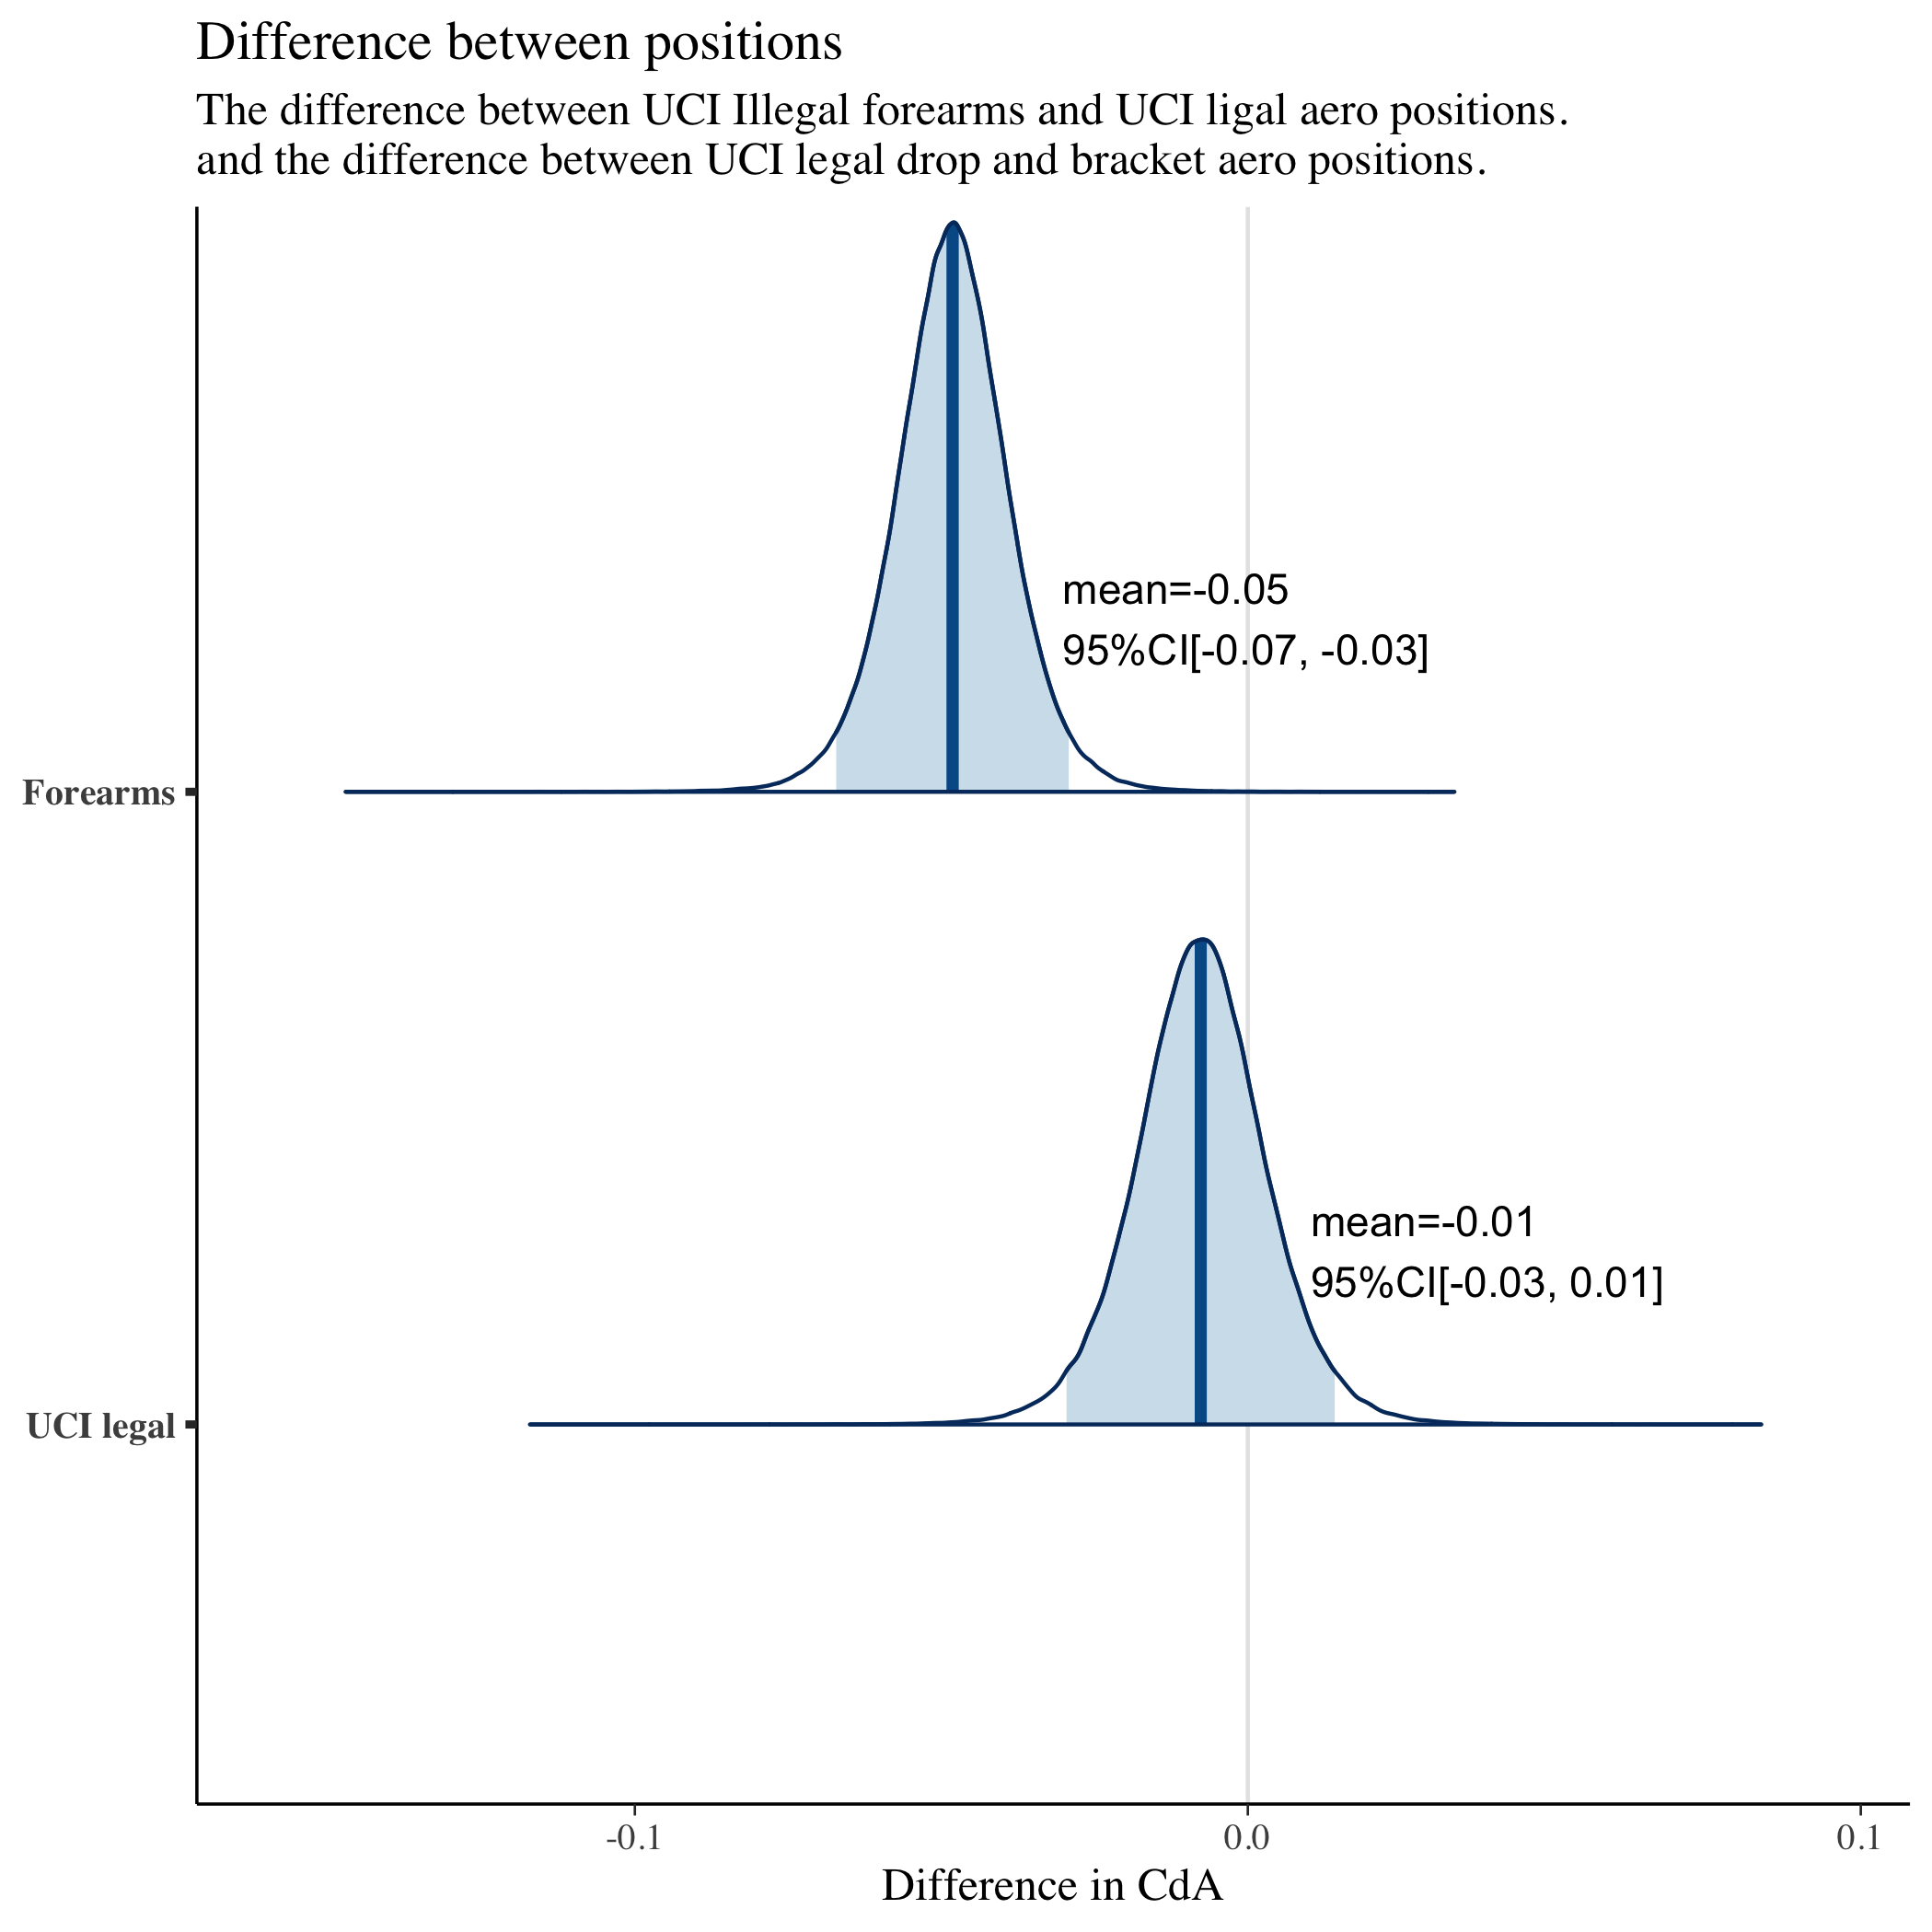 Difference between positions
The difference between UCI Illegal forearms and UCI ligal aero positions.
and the difference between UCI legal drop and bracket aero positions.
mean=-0.05
95%CI[-0.07, -0.03]
Forearms
mean=-0.01
95%CI[-0.03, 0.01]
UCI legal
-0.1
0.0
0.1
Difference in CdA